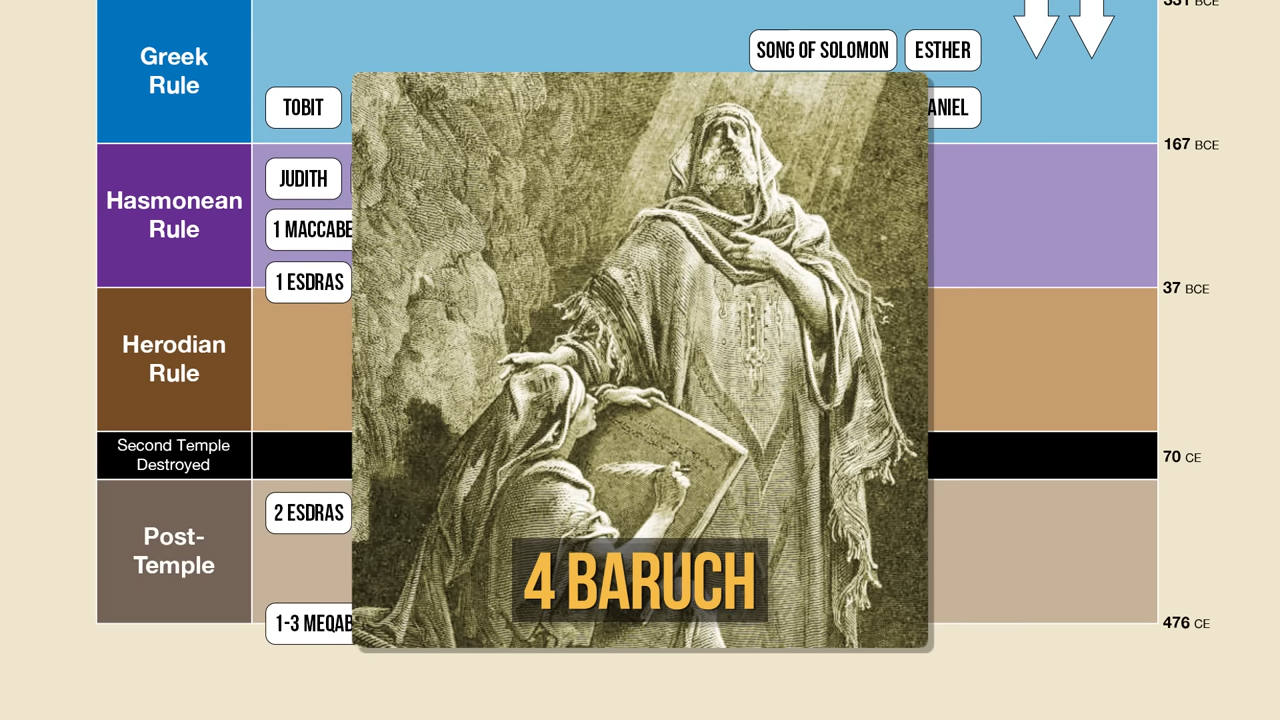 331 BCE
Greek
Rule
SONG OF SOLOMON
ESTHER
TOBIT
ANIEL
167 BCE
Hasmonean
Rule
JUDITH
1 MACCABE
1 ESDRAS
37 BCE
Herodian
Rule
Second Temple
Destroyed
70 CE
2 ESDRAS
Post-
Temple
4 BARUCH
1-3 MEQAB
476 CE